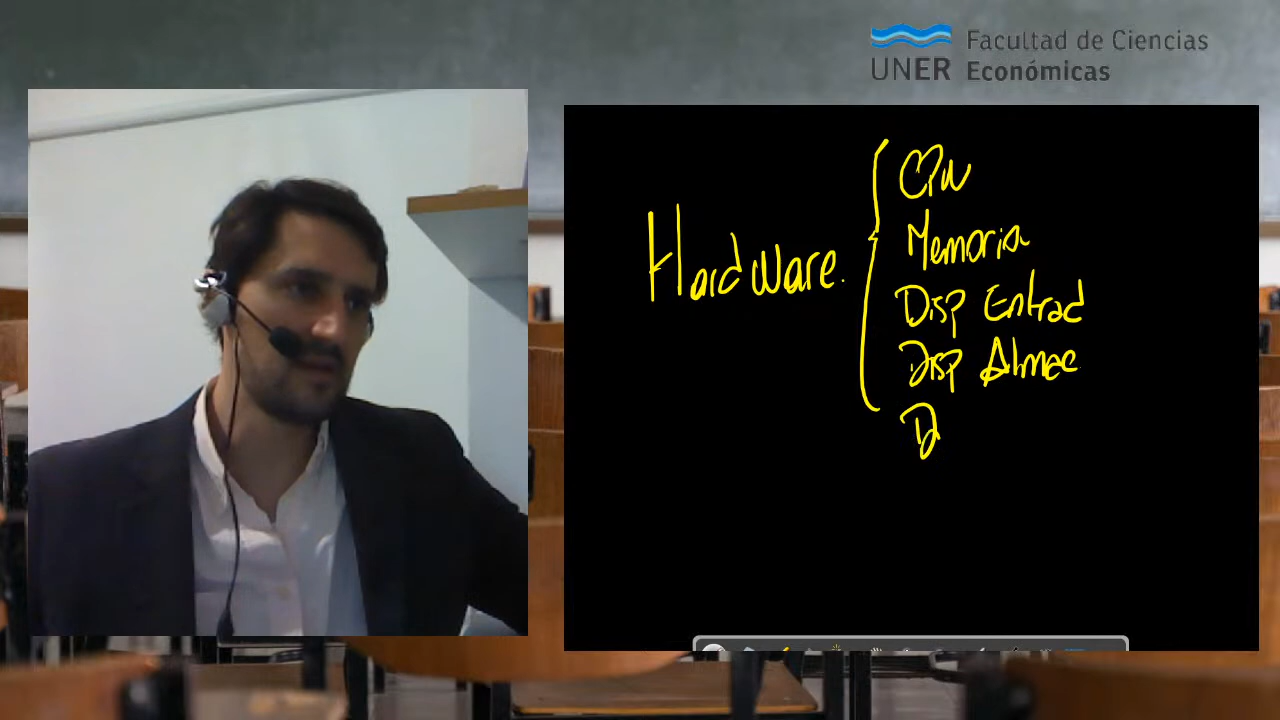 UNER Facultad de Ciencias
Económicas
Hardware.
CPU
Memoria
Disp Entrad
Disp Almac
D